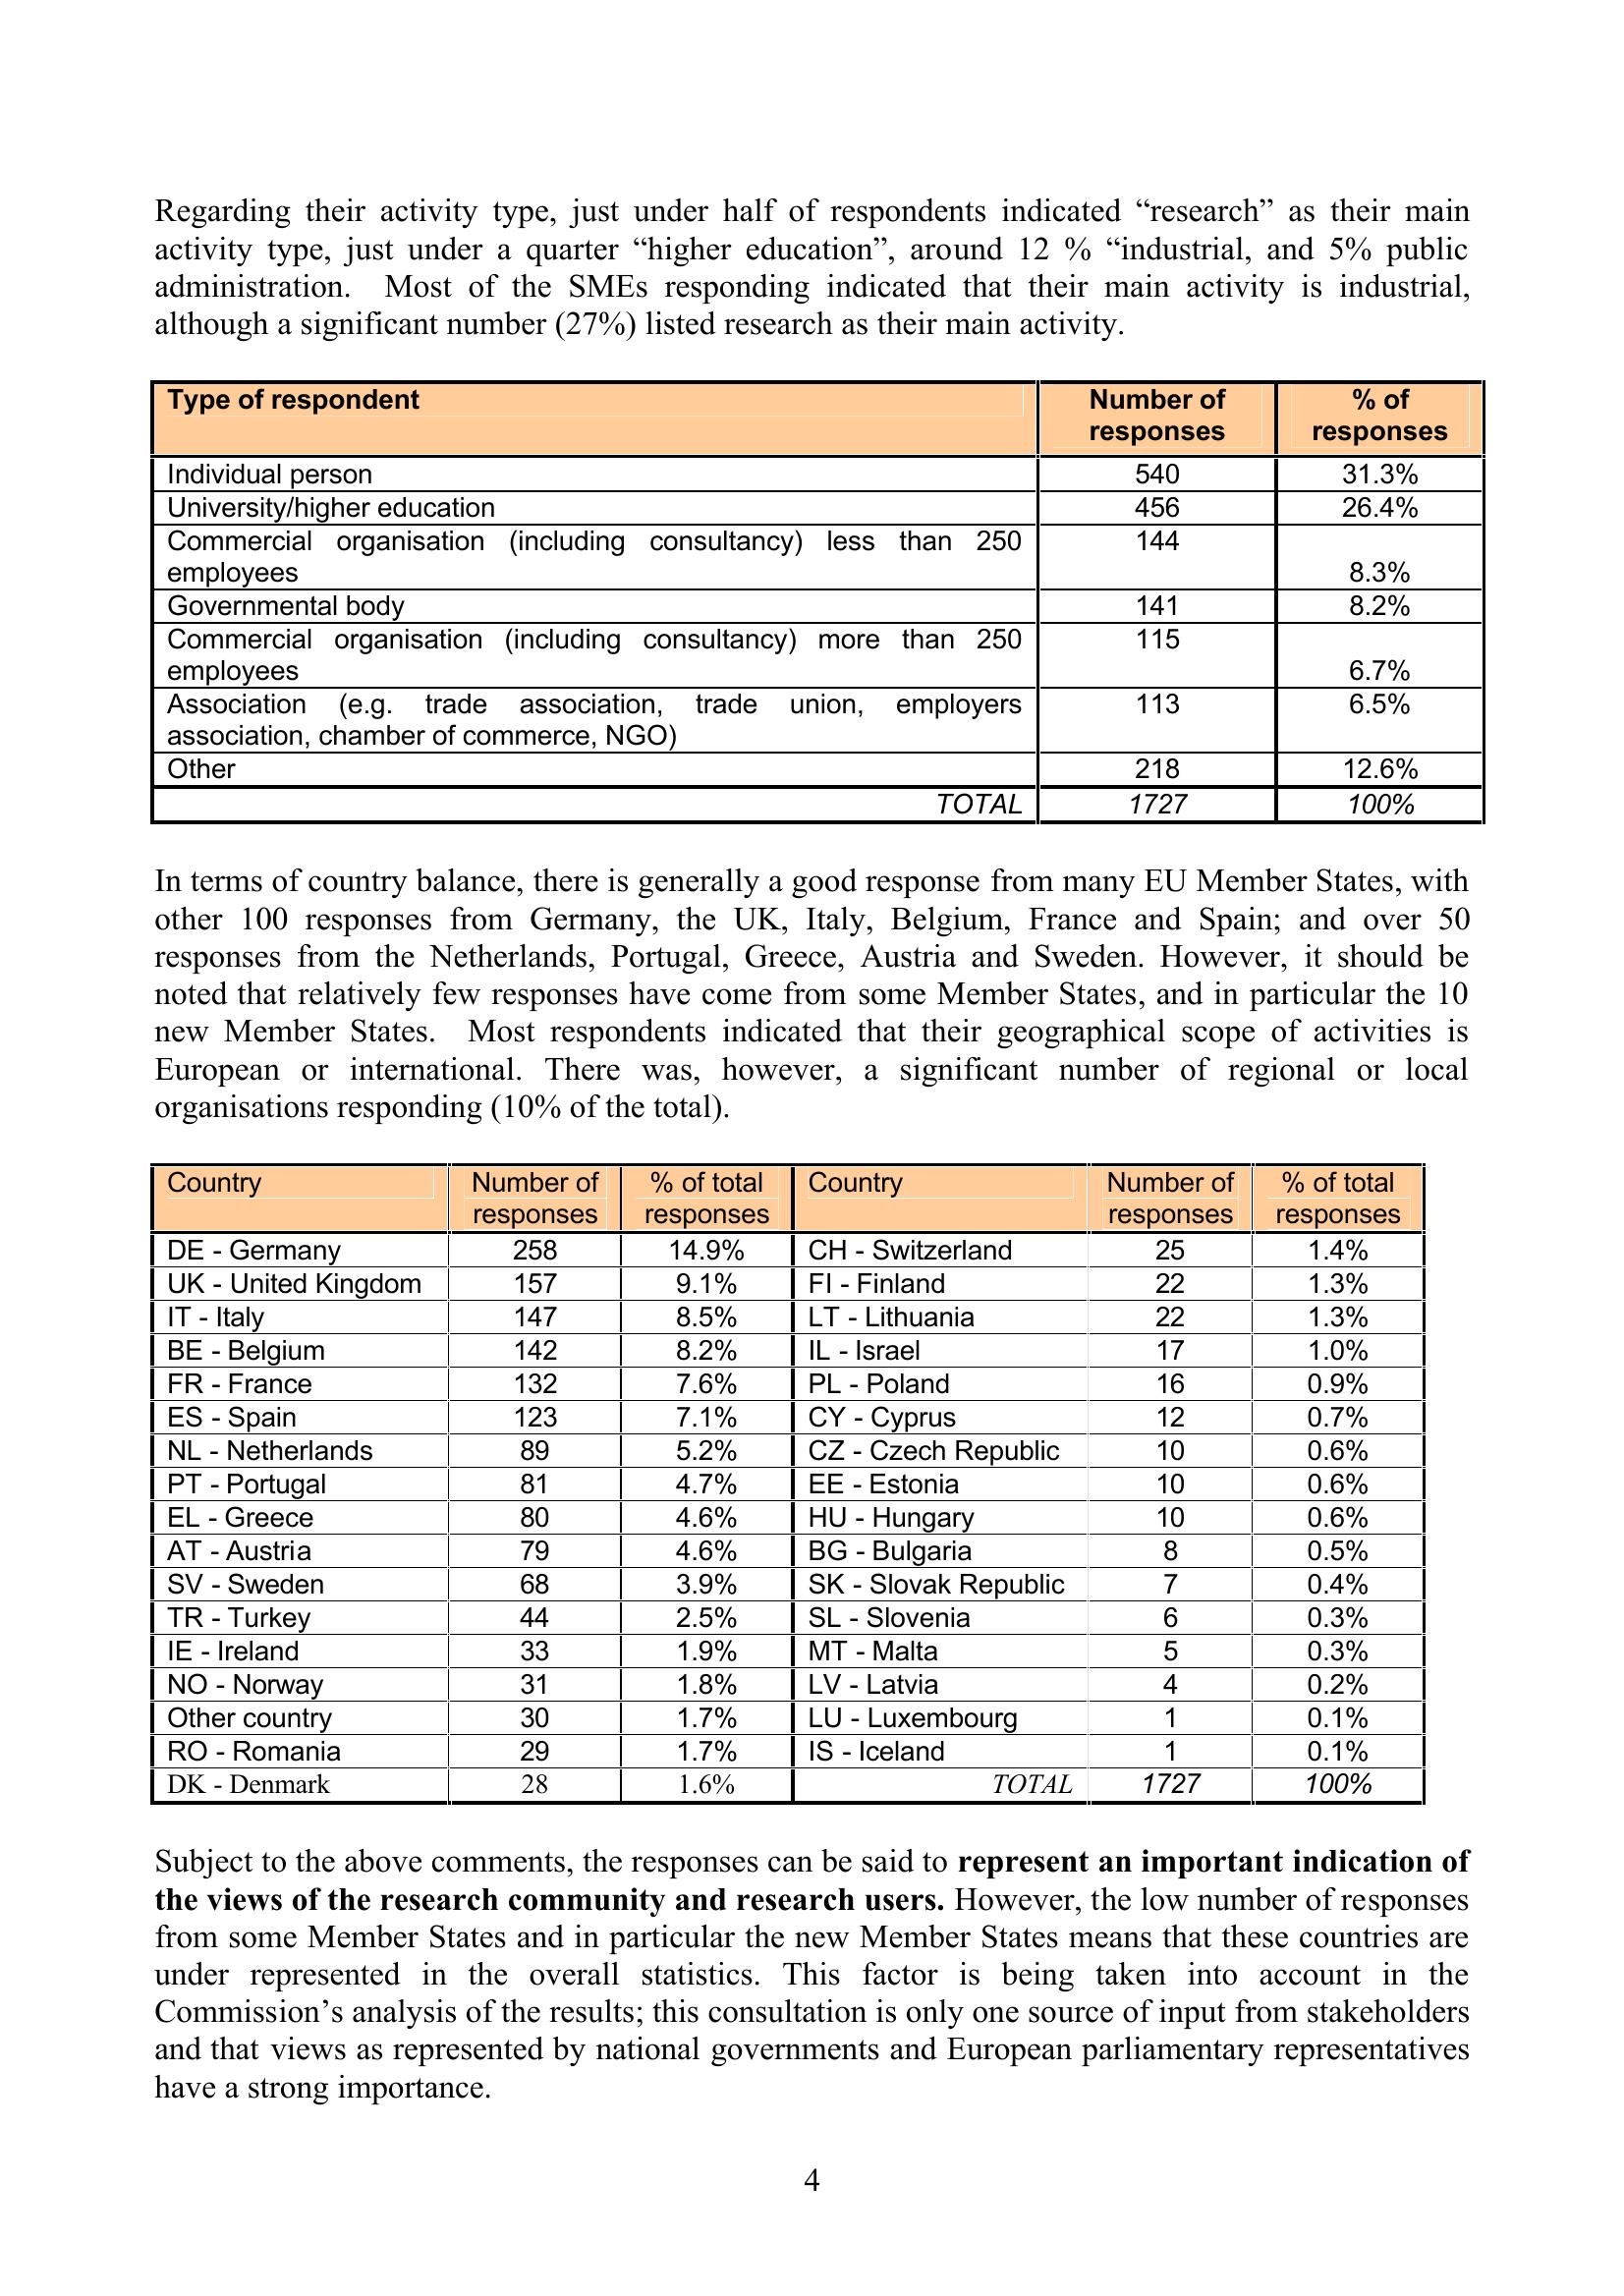 Regarding their activity type, just under half of respondents indicated “research” as their main
activity type, just under a quarter “higher education”, around 12 % “industrial, and 5% public
administration.  Most of the SMEs responding indicated that their main activity is industrial,
although a significant number (27%) listed research as their main activity.
Type of respondent Number of responses % of responses
Individual person 540 31.3%
University/higher education 456 26.4%
Commercial organisation (including consultancy) less than 250 144
employees 8.3%
Governmental body 141 8.2%
Commercial organisation (including consultancy) more than 250 115
employees 6.7%
Association (e.g. trade association, trade union, employers 113 6.5%
association, chamber of commerce, NGO)
Other 218 12.6%
TOTAL 1727 100%
In terms of country balance, there is generally a good response from many EU Member States, with
other 100 responses from Germany, the UK, Italy, Belgium, France and Spain; and over 50
responses from the Netherlands, Portugal, Greece, Austria and Sweden. However, it should be
noted that relatively few responses have come from some Member States, and in particular the 10
new Member States.  Most respondents indicated that their geographical scope of activities is
European or international. There was, however, a significant number of regional or local
organisations responding (10% of the total).
Country Number of responses % of total responses Country Number of responses % of total responses
DE - Germany 258 14.9% CH - Switzerland 25 1.4%
UK - United Kingdom 157 9.1% FI - Finland 22 1.3%
IT - Italy 147 8.5% LT - Lithuania 22 1.3%
BE - Belgium 142 8.2% IL - Israel 17 1.0%
FR - France 132 7.6% PL - Poland 16 0.9%
ES - Spain 123 7.1% CY - Cyprus 12 0.7%
NL - Netherlands 89 5.2% CZ - Czech Republic 10 0.6%
PT - Portugal 81 4.7% EE - Estonia 10 0.6%
EL - Greece 80 4.6% HU - Hungary 10 0.6%
AT - Austria 79 4.6% BG - Bulgaria 8 0.5%
SV - Sweden 68 3.9% SK - Slovak Republic 7 0.4%
TR - Turkey 44 2.5% SL - Slovenia 6 0.3%
IE - Ireland 33 1.9% MT - Malta 5 0.3%
NO - Norway 31 1.8% LV - Latvia 4 0.2%
Other country 30 1.7% LU - Luxembourg 1 0.1%
RO - Romania 29 1.7% IS - Iceland 1 0.1%
DK - Denmark 28 1.6% TOTAL 1727 100%
Subject to the above comments, the responses can be said to represent an important indication of
the views of the research community and research users. However, the low number of responses
from some Member States and in particular the new Member States means that these countries are
under represented in the overall statistics. This factor is being taken into account in the
Commission’s analysis of the results; this consultation is only one source of input from stakeholders
and that views as represented by national governments and European parliamentary representatives
have a strong importance.
4